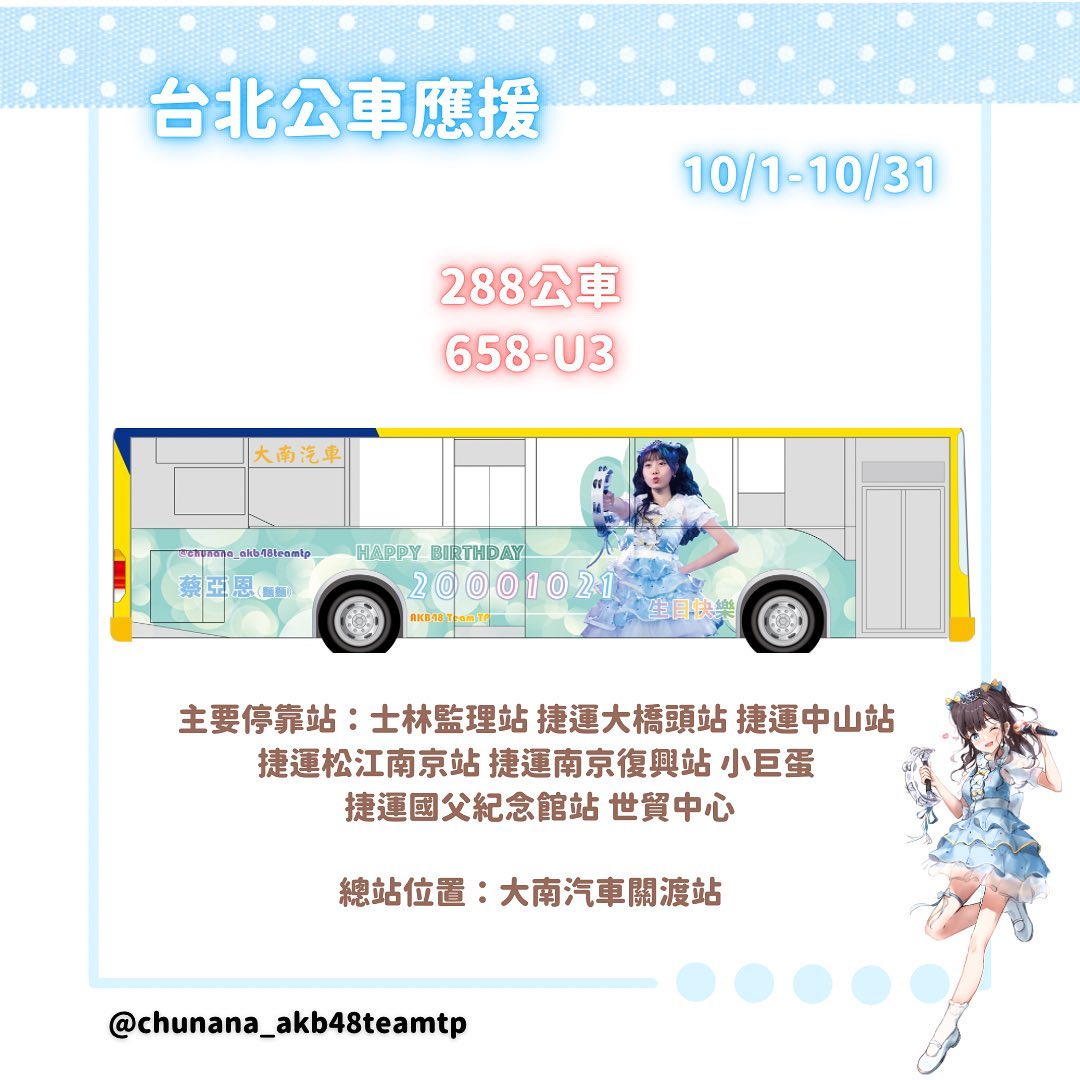 台北公車應援
10/1-10/31
288公車
658-U3
大南汽車
@chunana_akb48teamtp
HAPPY BIRTHDAY
蔡亞恩(麵麵)
20001021
AKB48 Team TP
生日快樂
主要停靠站：士林監理站 捷運大橋頭站 捷運中山站
捷運松江南京站 捷運南京復興站 小巨蛋
捷運國父紀念館站 世貿中心
總站位置：大南汽車關渡站
@chunana_akb48teamtp